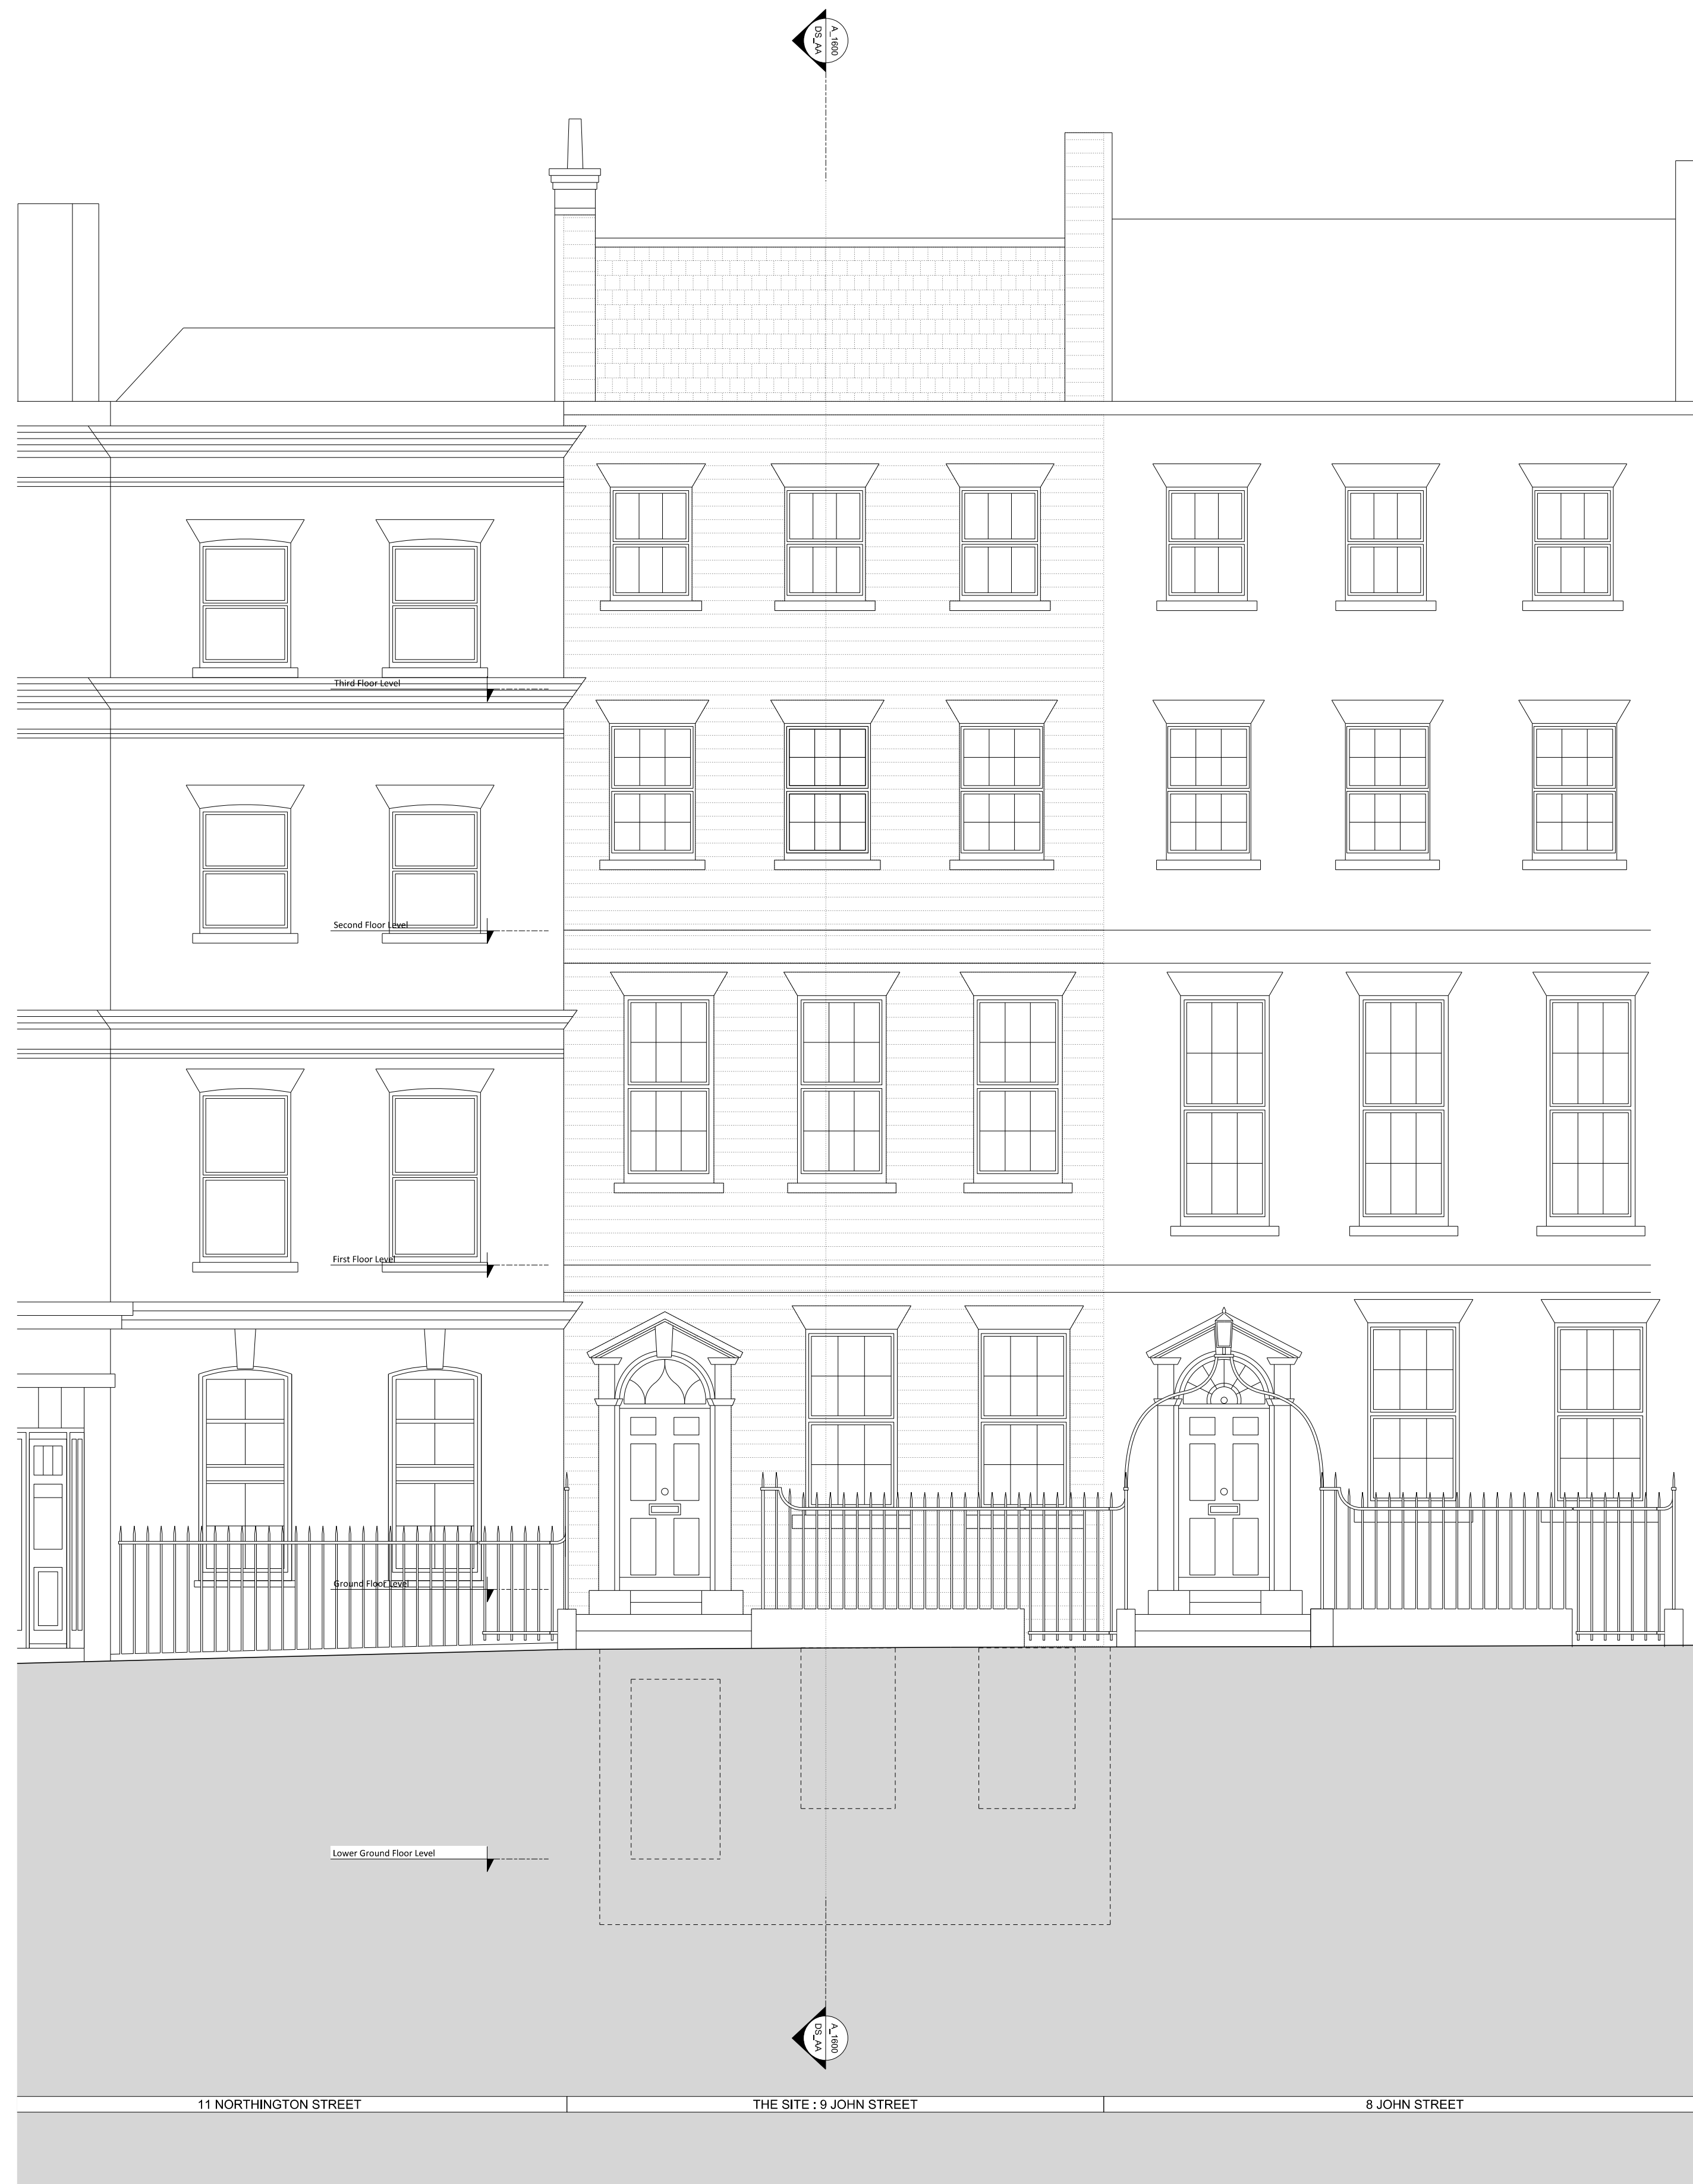 A_1600
DS_AA
Third Floor Level
Second Floor Level
First Floor Level
Ground Floor Level
Lower Ground Floor Level
A_1600
DS_AA
11 NORTHINGTON STREET
THE SITE : 9 JOHN STREET
8 JOHN STREET